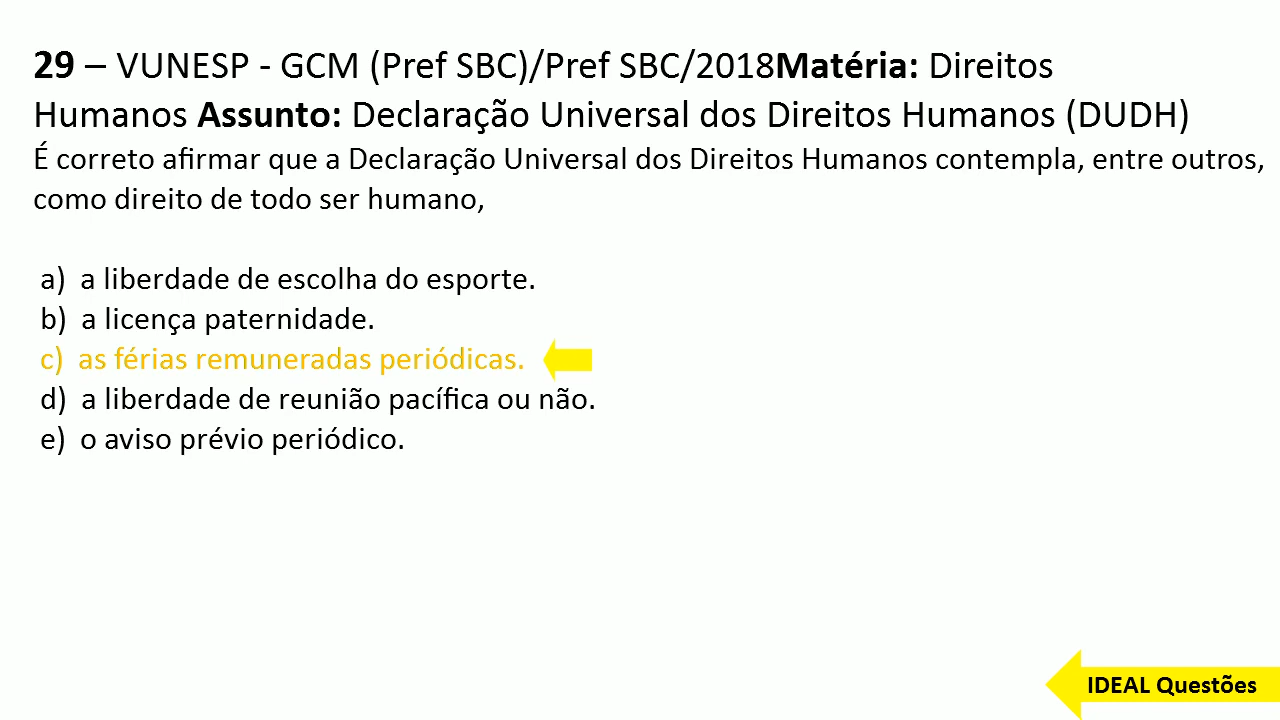 29 – VUNESP - GCM (Pref SBC)/Pref SBC/2018Matéria: Direitos
Humanos Assunto: Declaração Universal dos Direitos Humanos (DUDH)
É correto afirmar que a Declaração Universal dos Direitos Humanos contempla, entre outros,
como direito de todo ser humano,
a) a liberdade de escolha do esporte.
b) a licença paternidade.
c) as férias remuneradas periódicas.
d) a liberdade de reunião pacífica ou não.
e) o aviso prévio periódico.
IDEAL Questões